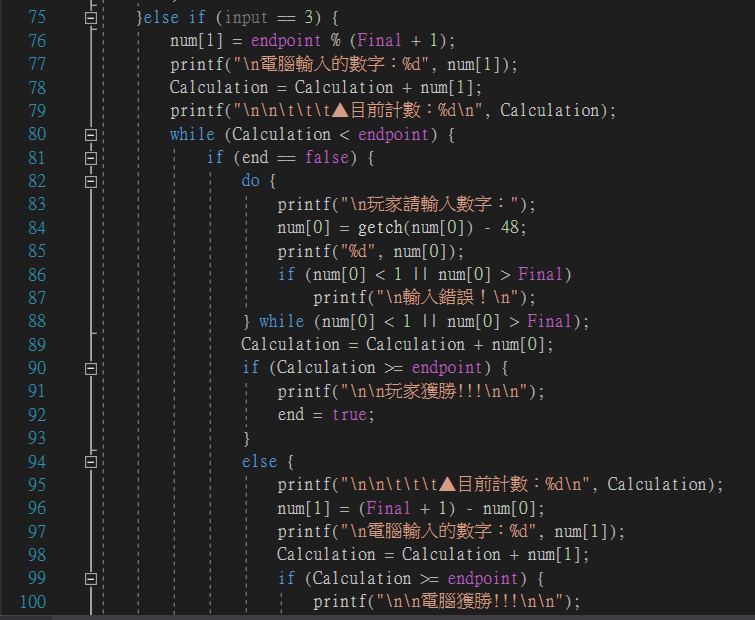 75 }else if (input == 3) {
76 num[1] = endpoint % (Final + 1);
77 printf("\n電腦輸入的數字：%d", num[1]);
78 Calculation = Calculation + num[1];
79 printf("\n\n\t\t\t▲目前計數：%d\n", Calculation);
80 while (Calculation < endpoint) {
81 if (end == false) {
82 do {
83 printf("\n玩家請輸入數字：");
84 num[0] = getch(num[0]) - 48;
85 printf("%d", num[0]);
86 if (num[0] < 1 || num[0] > Final)
87 printf("\n輸入錯誤！\n");
88 } while (num[0] < 1 || num[0] > Final);
89 Calculation = Calculation + num[0];
90 if (Calculation >= endpoint) {
91 printf("\n\n玩家獲勝!!!\n\n");
92 end = true;
93 }
94 else {
95 printf("\n\n\t\t\t▲目前計數：%d\n", Calculation);
96 num[1] = (Final + 1) - num[0];
97 printf("\n電腦輸入的數字：%d", num[1]);
98 Calculation = Calculation + num[1];
99 if (Calculation >= endpoint) {
100 printf("\n\n電腦獲勝!!!\n\n");